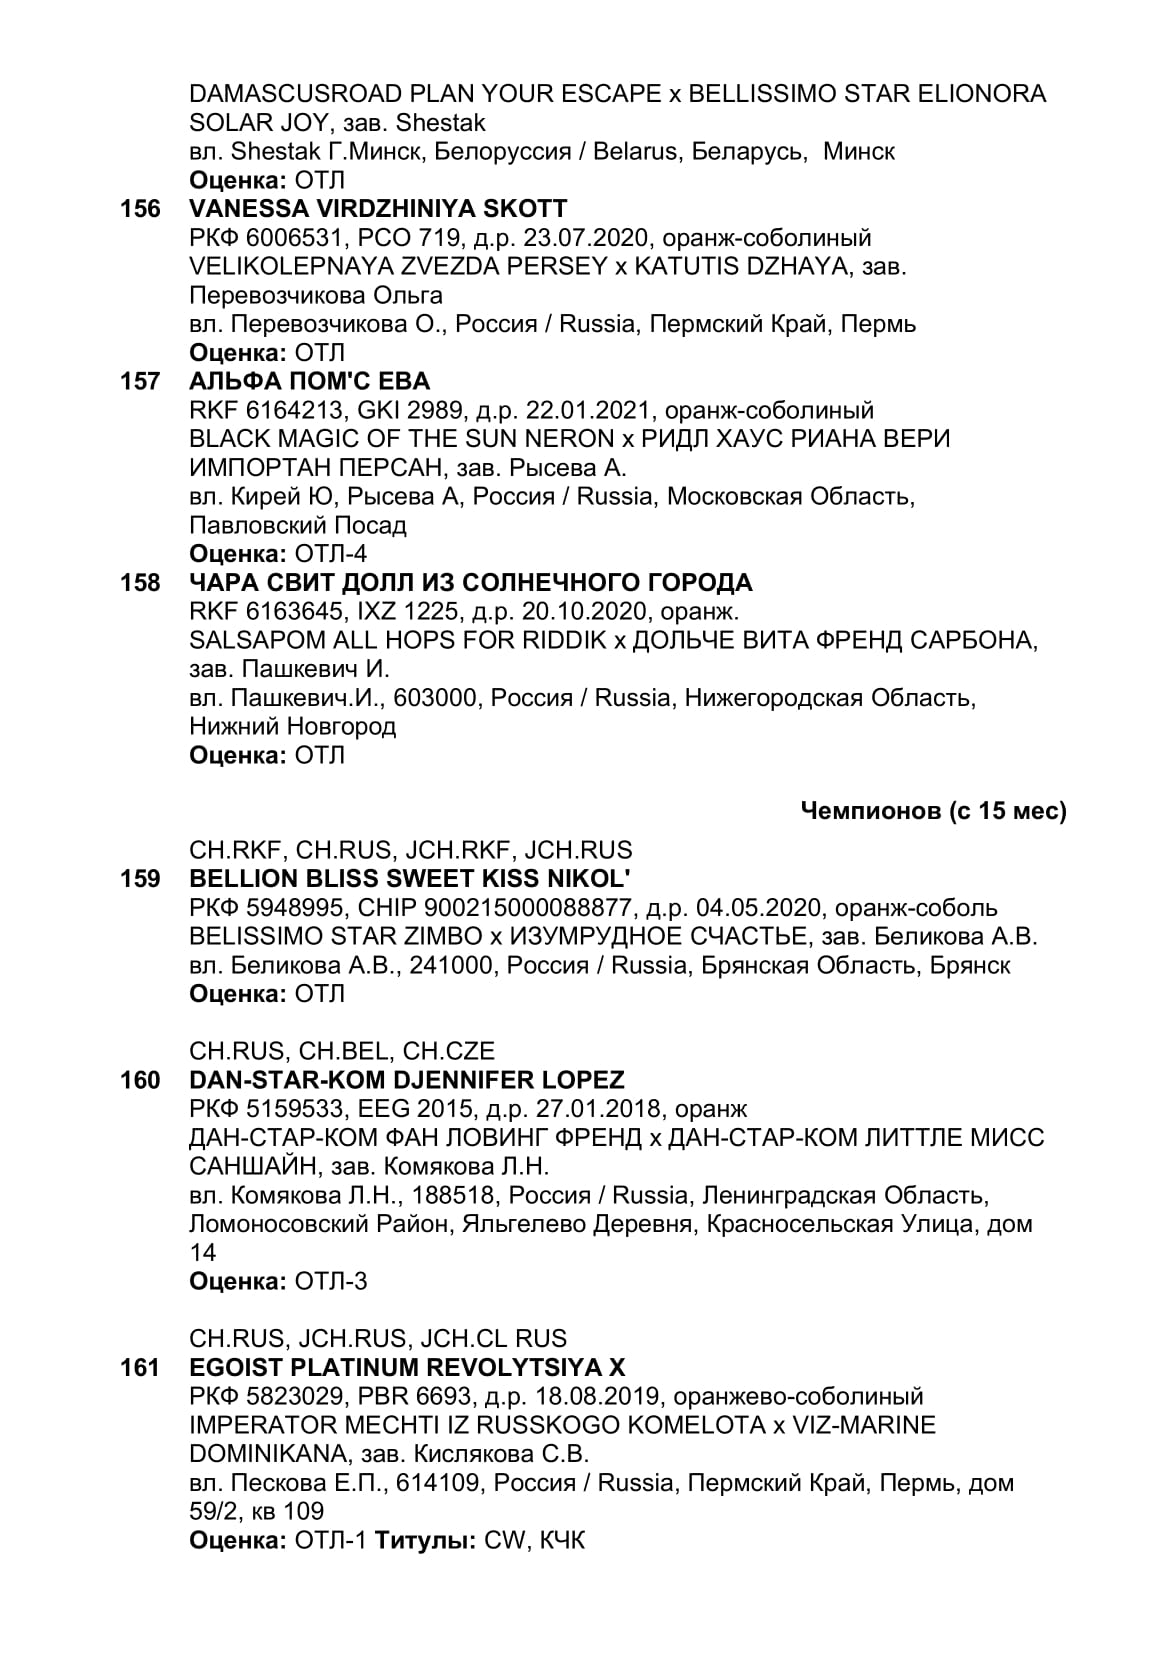 DAMASCUSROAD PLAN YOUR ESCAPE x BELLISSIMO STAR ELIONORA
SOLAR JOY, зав. Shestak
вл. Shestak Г.Минск, Белоруссия / Belarus, Беларусь,  Минск
Оценка: ОТЛ
156 VANESSA VIRDZHINIYA SKOTT
РКФ 6006531, PCO 719, д.р. 23.07.2020, оранж-соболиный
VELIKOLEPNAYA ZVEZDA PERSEY x KATUTIS DZHAYA, зав.
Перевозчикова Ольга
вл. Перевозчикова О., Россия / Russia, Пермский Край, Пермь
Оценка: ОТЛ
157 АЛЬФА ПОМ'С ЕВА
RKF 6164213, GKI 2989, д.р. 22.01.2021, оранж-соболиный
BLACK MAGIC OF THE SUN NERON x РИДЛ ХАУС РИАНА ВЕРИ
ИМПОРТАН ПЕРСАН, зав. Рысева А.
вл. Кирей Ю, Рысева А, Россия / Russia, Московская Область,
Павловский Посад
Оценка: ОТЛ-4
158 ЧАРА СВИТ ДОЛЛ ИЗ СОЛНЕЧНОГО ГОРОДА
RKF 6163645, IXZ 1225, д.р. 20.10.2020, оранж.
SALSAPOM ALL HOPS FOR RIDDIK x ДОЛЬЧЕ ВИТА ФРЕНД САРБОНА,
зав. Пашкевич И.
вл. Пашкевич.И., 603000, Россия / Russia, Нижегородская Область,
Нижний Новгород
Оценка: ОТЛ
Чемпионов (с 15 мес)
CH.RKF, CH.RUS, JCH.RKF, JCH.RUS
159 BELLION BLISS SWEET KISS NIKOL'
РКФ 5948995, CHIP 900215000088877, д.р. 04.05.2020, оранж-соболь
BELISSIMO STAR ZIMBO x ИЗУМРУДНОЕ СЧАСТЬЕ, зав. Беликова А.В.
вл. Беликова А.В., 241000, Россия / Russia, Брянская Область, Брянск
Оценка: ОТЛ
CH.RUS, CH.BEL, CH.CZE
160 DAN-STAR-KOM DJENNIFER LOPEZ
РКФ 5159533, EEG 2015, д.р. 27.01.2018, оранж
ДАН-СТАР-КОМ ФАН ЛОВИНГ ФРЕНД x ДАН-СТАР-КОМ ЛИТТЛЕ МИСС
САНШАЙН, зав. Комякова Л.Н.
вл. Комякова Л.Н., 188518, Россия / Russia, Ленинградская Область,
Ломоносовский Район, Яльгелево Деревня, Красносельская Улица, дом
14
Оценка: ОТЛ-3
CH.RUS, JCH.RUS, JCH.CL RUS
161 EGOIST PLATINUM REVOLYTSIYA X
РКФ 5823029, PBR 6693, д.р. 18.08.2019, оранжево-соболиный
IMPERATOR MECHTI IZ RUSSKOGO KOMELOTA x VIZ-MARINE
DOMINIKANA, зав. Кислякова С.В.
вл. Пескова Е.П., 614109, Россия / Russia, Пермский Край, Пермь, дом
59/2, кв 109
Оценка: ОТЛ-1 Титулы: CW, КЧК